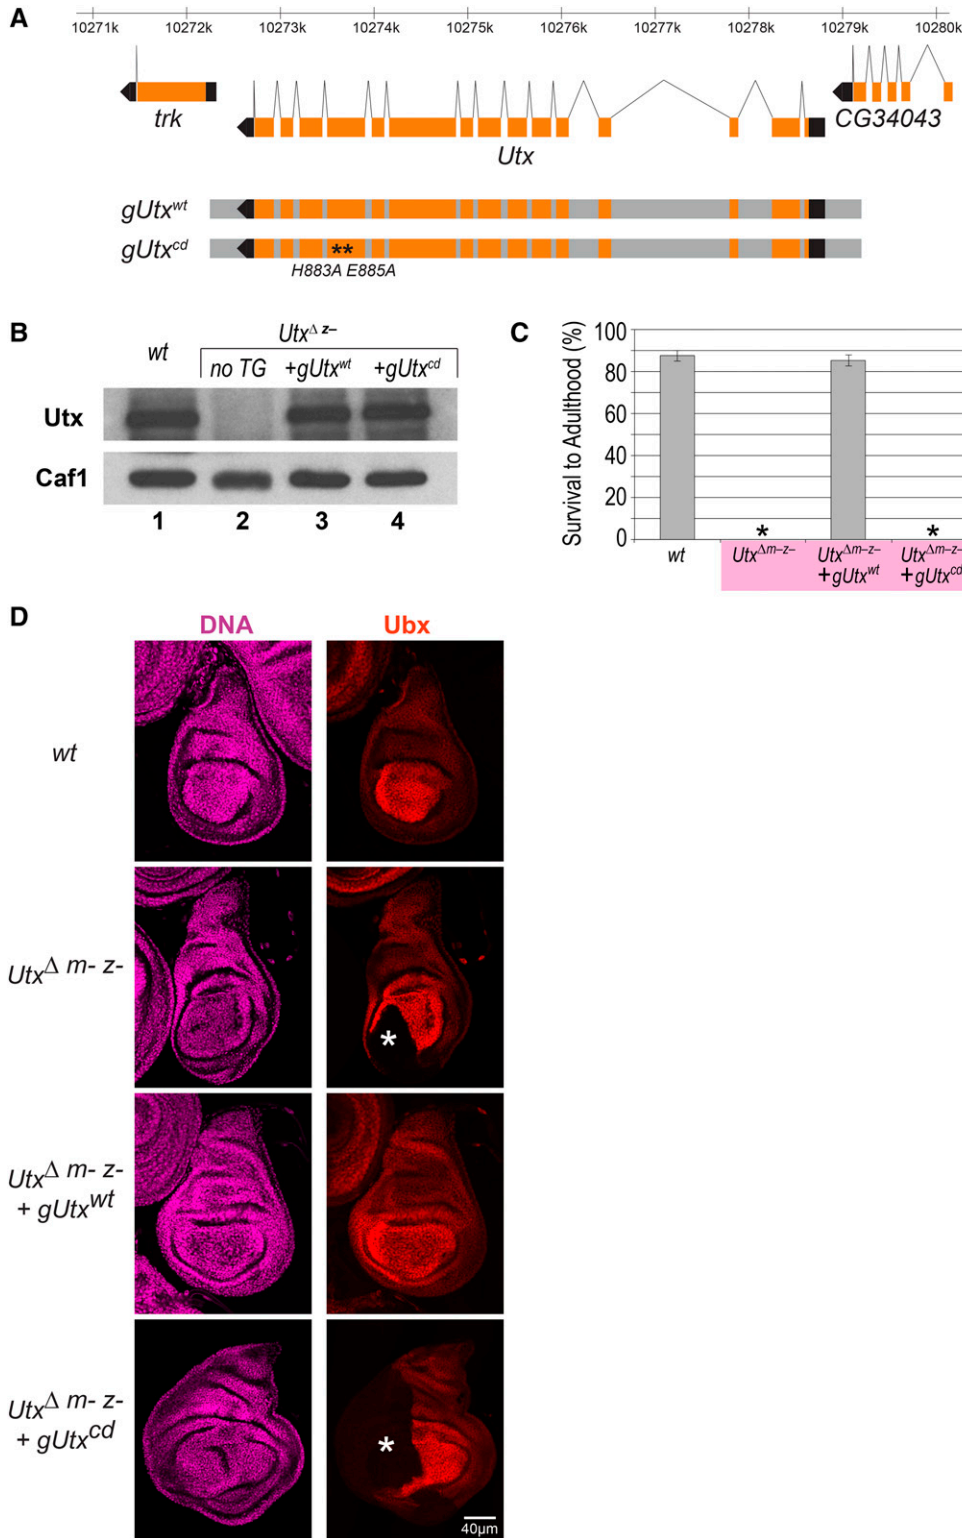 A
10271k 10272k 10273k 10274k 10275k 10276k 10277k 10278k 10279k 10280k
trk
Utx
CG34043
gUtxwt
gUtxcd
**
H883A E885A
B
UtxΔ z–
wt
no TG +gUtxwt +gUtxcd
Utx
Caf1
1 2 3 4
C
Survival to Adulthood (%)
100
80
60
40
20
0
* *
wt UtxΔm–z– UtxΔm–z– UtxΔm–z–
+gUtxwt +gUtxcd
D
DNA Ubx
wt
UtxΔ m- z-
*
UtxΔ m- z-
+ gUtxwt
UtxΔ m- z-
+ gUtxcd
*
40µm